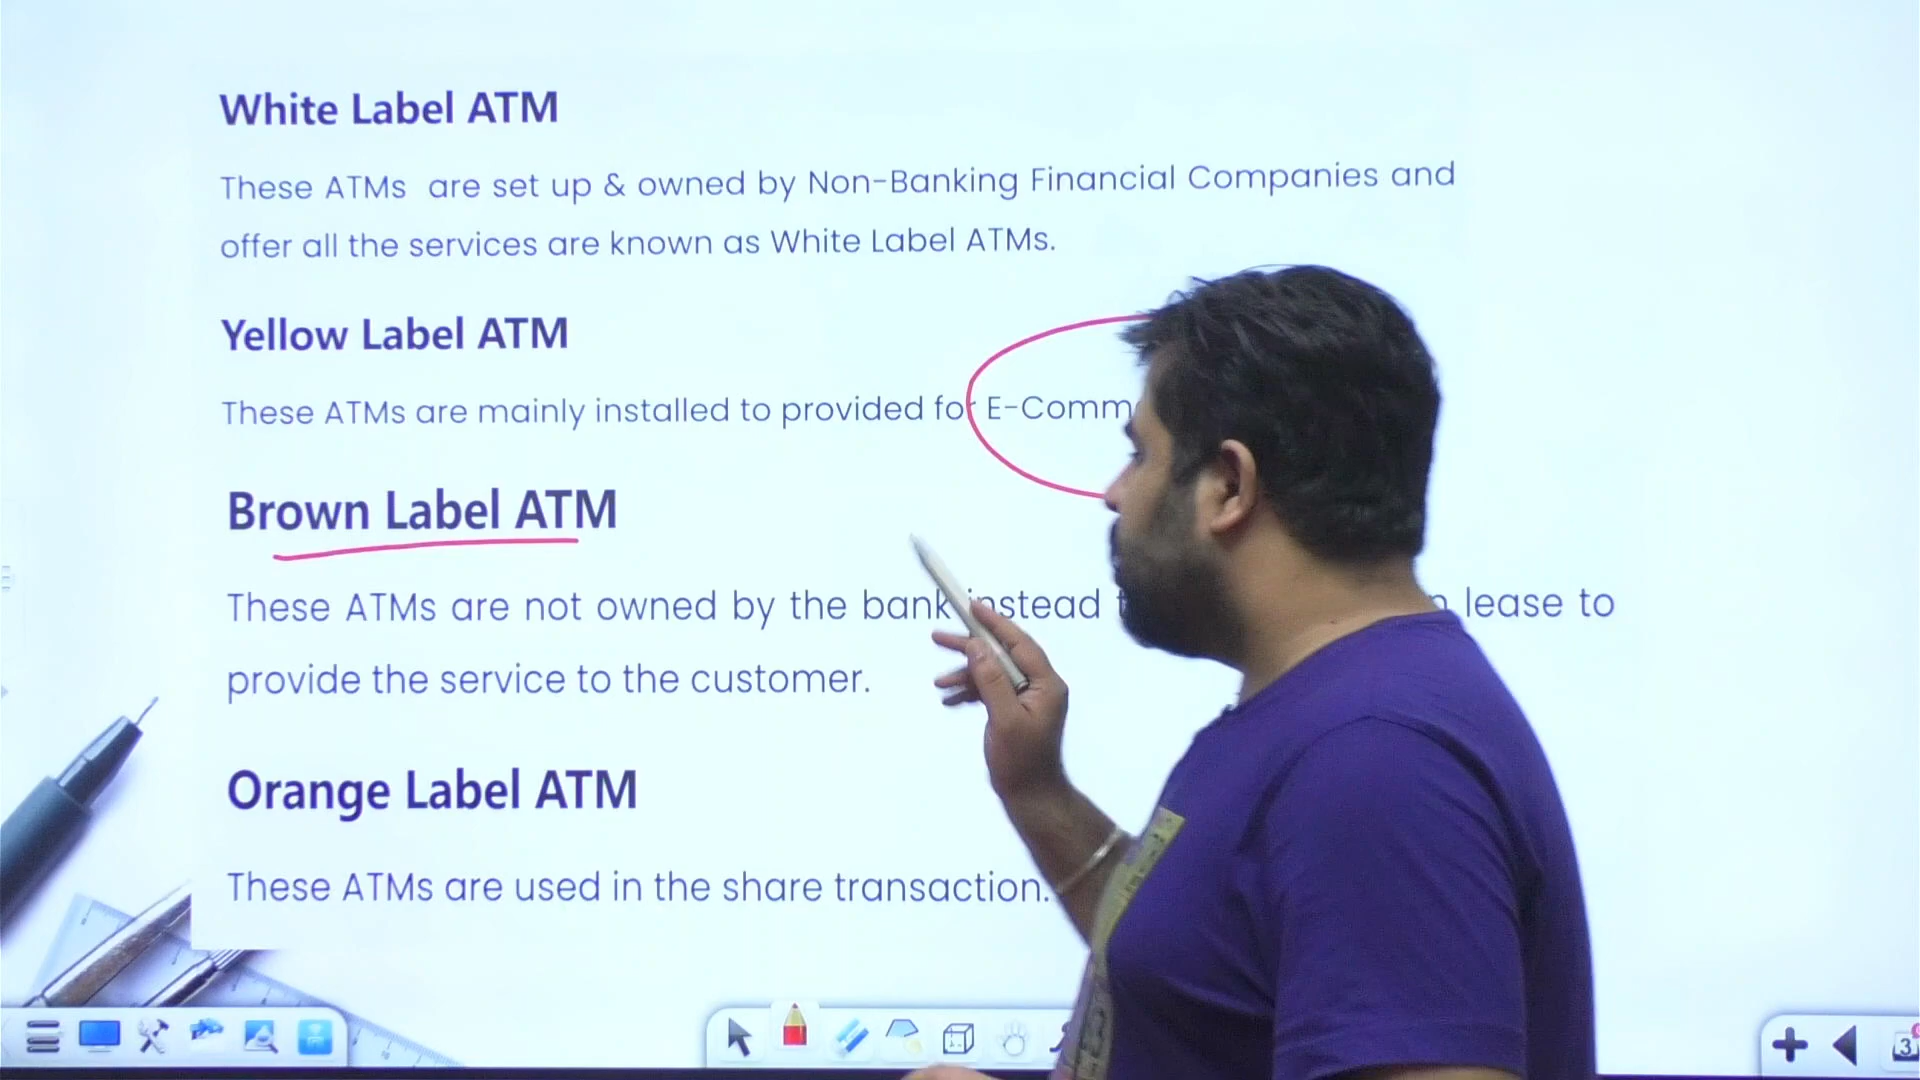 White Label ATM
These ATMs are set up & owned by Non-Banking Financial Companies and
offer all the services are known as White Label ATMs.
Yellow Label ATM
These ATMs are mainly installed to provided for
Brown Label ATM
These ATMs are not owned by the bank instead lease to
provide the service to the customer.
Orange Label ATM
These ATMs are used in the share transaction.
3